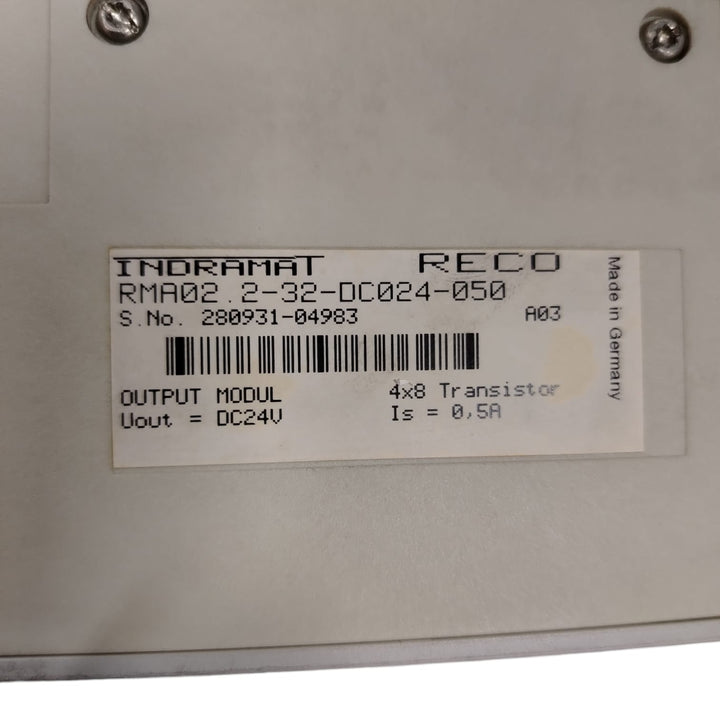 INDRAMAT RECO
RMA02.2-32-DC024-050
S.No. 280931-04983 A03
OUTPUT MODUL 4x8 Transistor
Uout = DC24V Is = 0,5A
Made in Germany